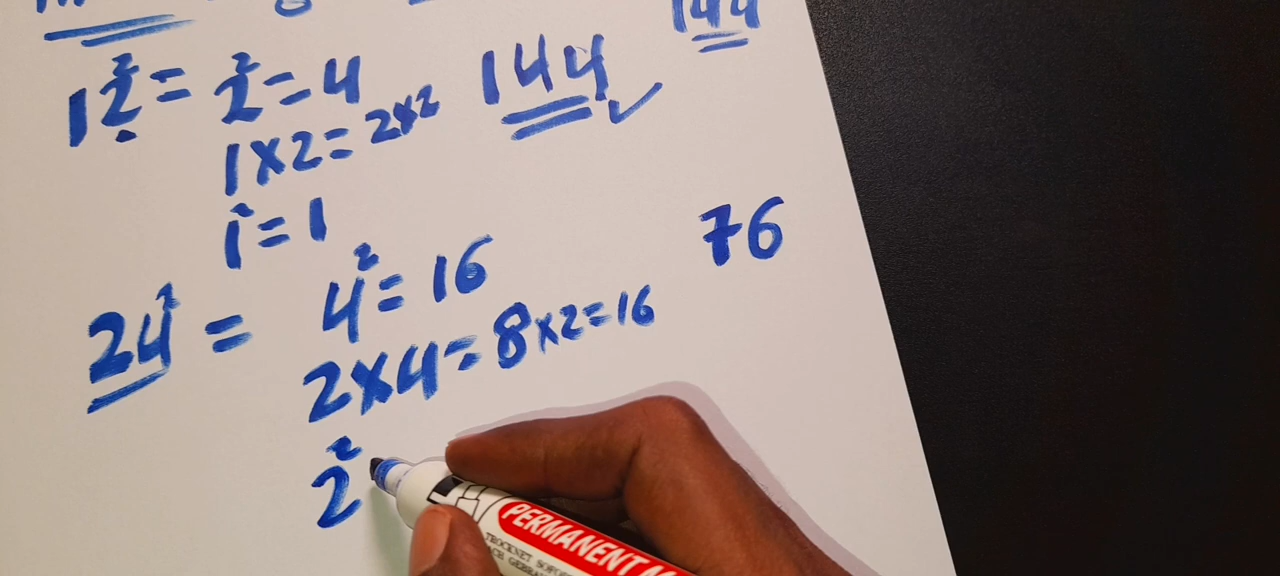 144
12² = 2² = 4
144
1×2 = 2×2
1² = 1
76
24² = 4² = 16
2×4 = 8×2=16
2²
PERMANENT M